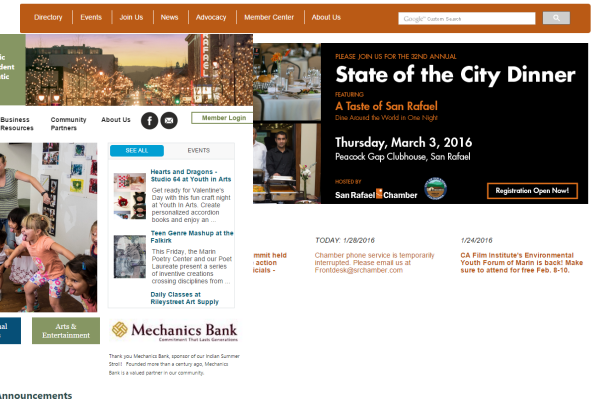 Directory
Events
Join Us
News
Advocacy
Member Center
About Us
Google™ Custom Search
RAFAEL
dent
Business
Resources
Community
Partners
About Us
Member Login
SEE ALL
EVENTS
Hearts and Dragons -
Studio 64 at Youth in Arts
Get ready for Valentine's
Day with this fun craft night
at Youth in Arts. Create
personalized accordion
books and enjoy an ...
Teen Genre Mashup at the
Falkirk
This Friday, the Marin
Poetry Center and our Poet
Laureate present a series
of inventive creations
crossing disciplines from ...
Daily Classes at
Rileystreet Art Supply
Arts &
Entertainment
Mechanics Bank
Commitment That Lasts Generations
Thank you Mechanics Bank, sponsor of our Indian Summer
Stroll! Founded more than a century ago, Mechanics
Bank is a valued partner in our community.
Announcements
PLEASE JOIN US FOR THE 32ND ANNUAL
State of the City Dinner
FEATURING
A Taste of San Rafael
Dine Around the World in One Night
Thursday, March 3, 2016
Peacock Gap Clubhouse, San Rafael
HOSTED BY
San Rafael Chamber
Registration Open Now!
mmit held
action
icials -
TODAY: 1/28/2016
Chamber phone service is temporarily
interrupted. Please email us at
Frontdesk@srchamber.com
1/24/2016
CA Film Institute's Environmental
Youth Forum of Marin is back! Make
sure to attend for free Feb. 8-10.